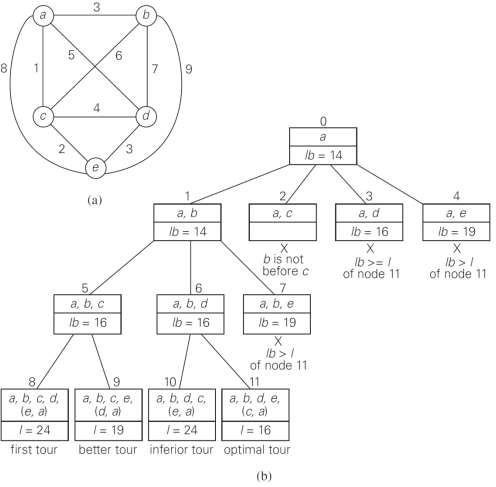 3
a
b
8
5
6
9
1
7
c
4
d
2
3
e
(a)
0
a
lb = 14
1
2
3
4
a, b
a, c
a, d
a, e
lb = 14
lb = 16
lb = 19
X
X
X
b is not
before c
lb >= l
of node 11
lb > l
of node 11
5
6
7
a, b, c
a, b, d
a, b, e
lb = 16
lb = 16
lb = 19
X
lb > l
of node 11
8
9
10
11
a, b, c, d,
(e, a)
a, b, c, e,
(d, a)
a, b, d, c,
(e, a)
a, b, d, e,
(c, a)
l = 24
l = 19
l = 24
l = 16
first tour
better tour
inferior tour
optimal tour
(b)